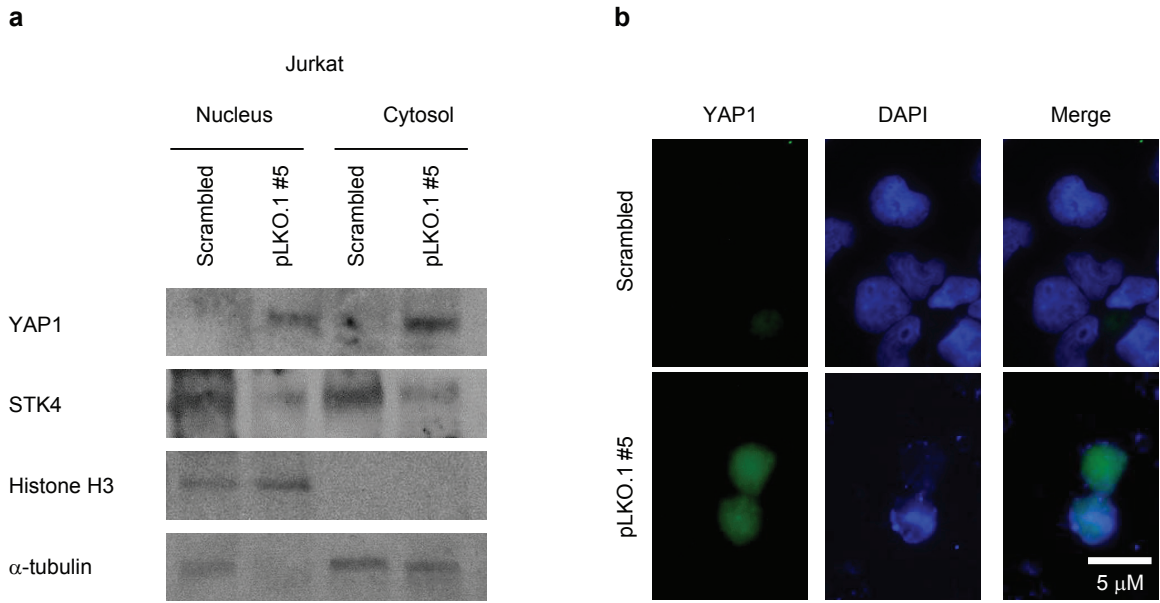 a
Jurkat
Nucleus Cytosol
Scrambled pLKO.1 #5 Scrambled pLKO.1 #5
YAP1
STK4
Histone H3
α-tubulin
b
YAP1 DAPI Merge
Scrambled
pLKO.1 #5
5 μM